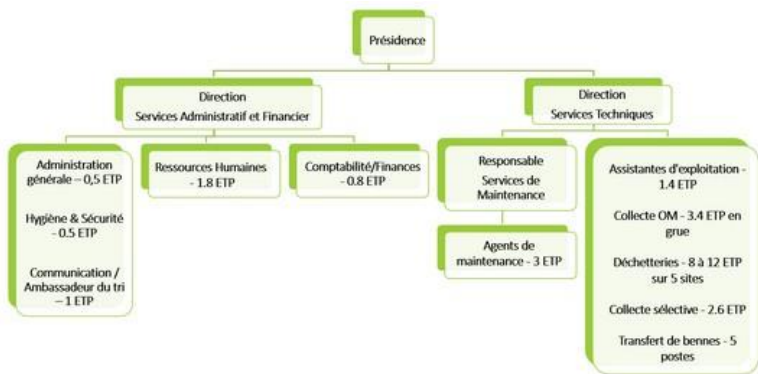 Présidence
Direction
Services Administratif et Financier
Direction
Services Techniques
Administration
générale – 0,5 ETP
Hygiène & Sécurité
- 0.5 ETP
Communication /
Ambassadeur du tri
– 1 ETP
Ressources Humaines
- 1.8 ETP
Comptabilité/Finances
- 0.8 ETP
Responsable
Services de
Maintenance
Agents de
maintenance - 3 ETP
Assistantes d'exploitation -
1.4 ETP
Collecte OM - 3.4 ETP en
grue
Déchetteries - 8 à 12 ETP
sur 5 sites
Collecte sélective - 2.6 ETP
Transfert de bennes - 5
postes